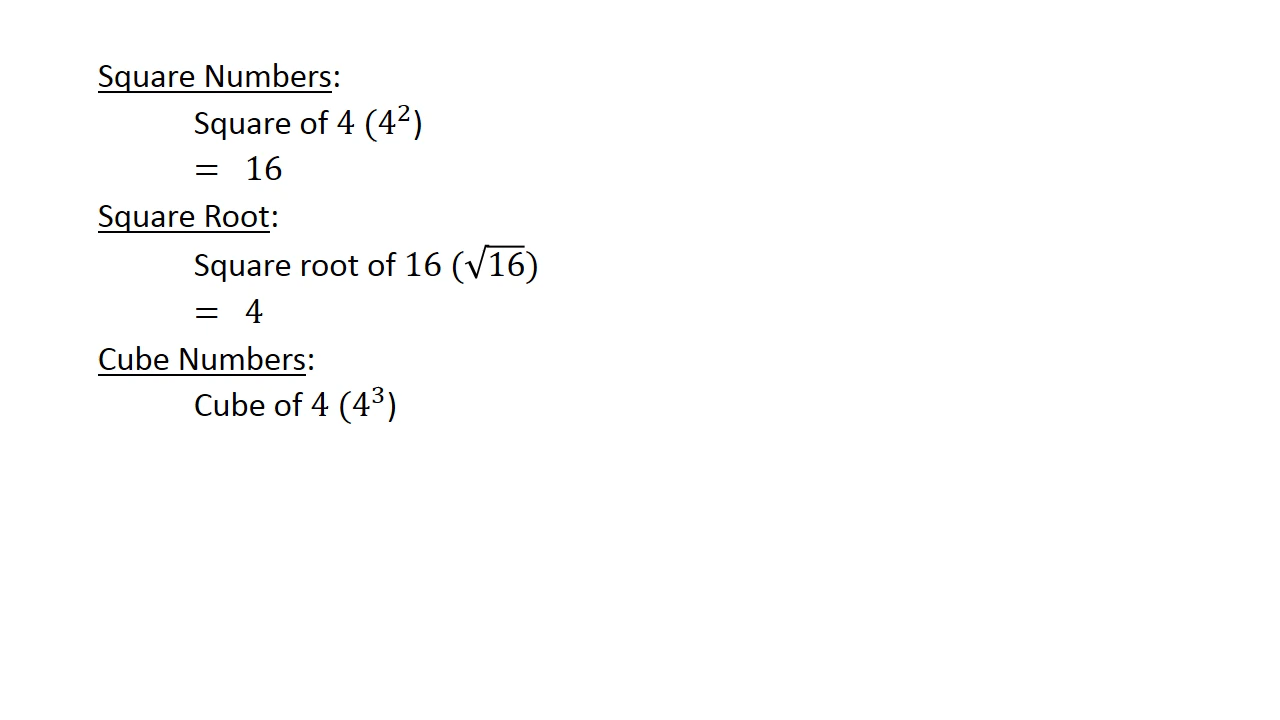 Square Numbers:
Square of 4 (4²)
= 16
Square Root:
Square root of 16 (√16)
= 4
Cube Numbers:
Cube of 4 (4³)